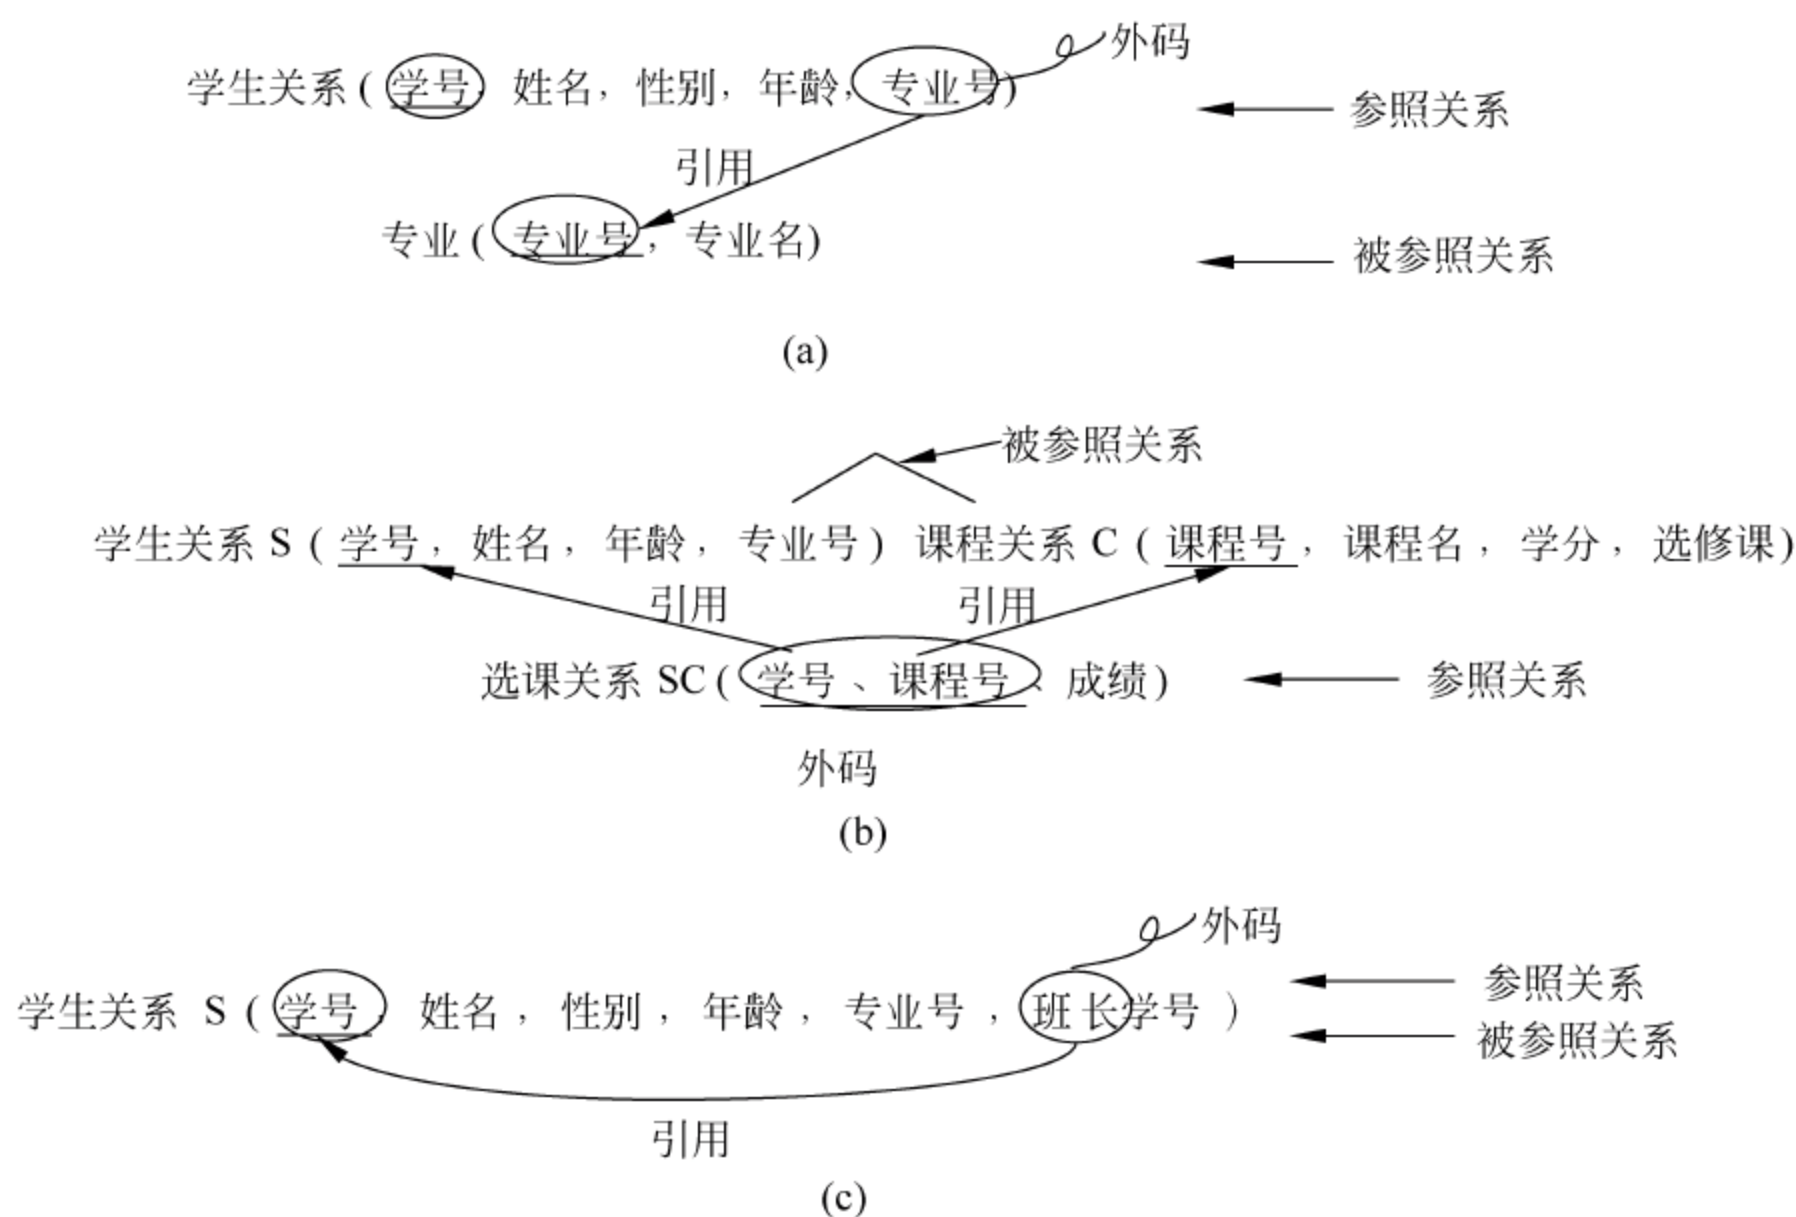 外码
学生关系(学号, 姓名, 性别, 年龄, 专业号)
参照关系
引用
专业(专业号, 专业名)
被参照关系
(a)
被参照关系
学生关系 S(学号, 姓名, 年龄, 专业号) 课程关系 C(课程号, 课程名, 学分, 选修课)
引用 引用
选课关系 SC(学号、课程号、成绩) 参照关系
外码
(b)
外码
参照关系
学生关系 S(学号, 姓名, 性别, 年龄, 专业号, 班长学号)
被参照关系
引用
(c)